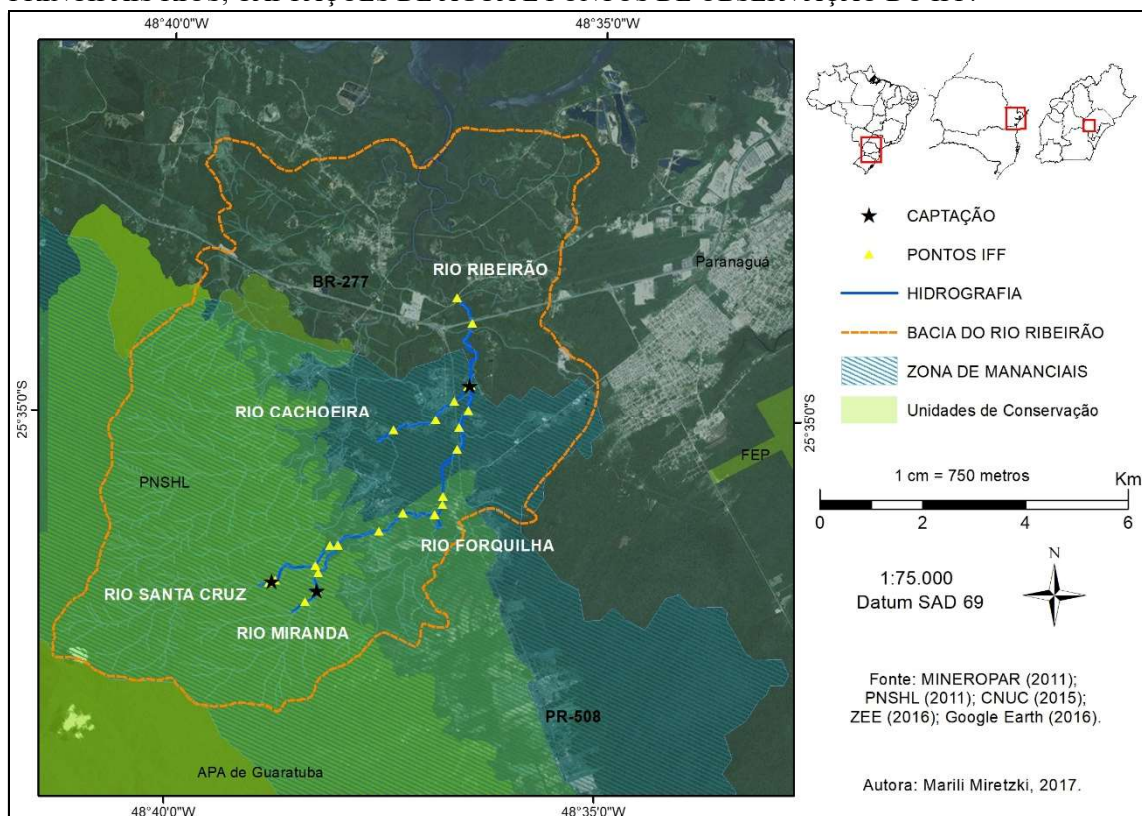 48°40'0"W
48°35'0"W
25°35'0"S
25°35'0"S
48°40'0"W
48°35'0"W
RIO RIBEIRÃO
BR-277
Paranaguá
RIO CACHOEIRA
PNSHL
FEP
RIO FORQUILHA
RIO SANTA CRUZ
RIO MIRANDA
PR-508
APA de Guaratuba
CAPTAÇÃO
PONTOS IFF
HIDROGRAFIA
BACIA DO RIO RIBEIRÃO
ZONA DE MANANCIAIS
Unidades de Conservação
1 cm = 750 metros
Km
0 2 4 6
N
1:75.000
Datum SAD 69
Fonte: MINEROPAR (2011);
PNSHL (2011); CNUC (2015);
ZEE (2016); Google Earth (2016).
Autora: Marili Miretzki, 2017.